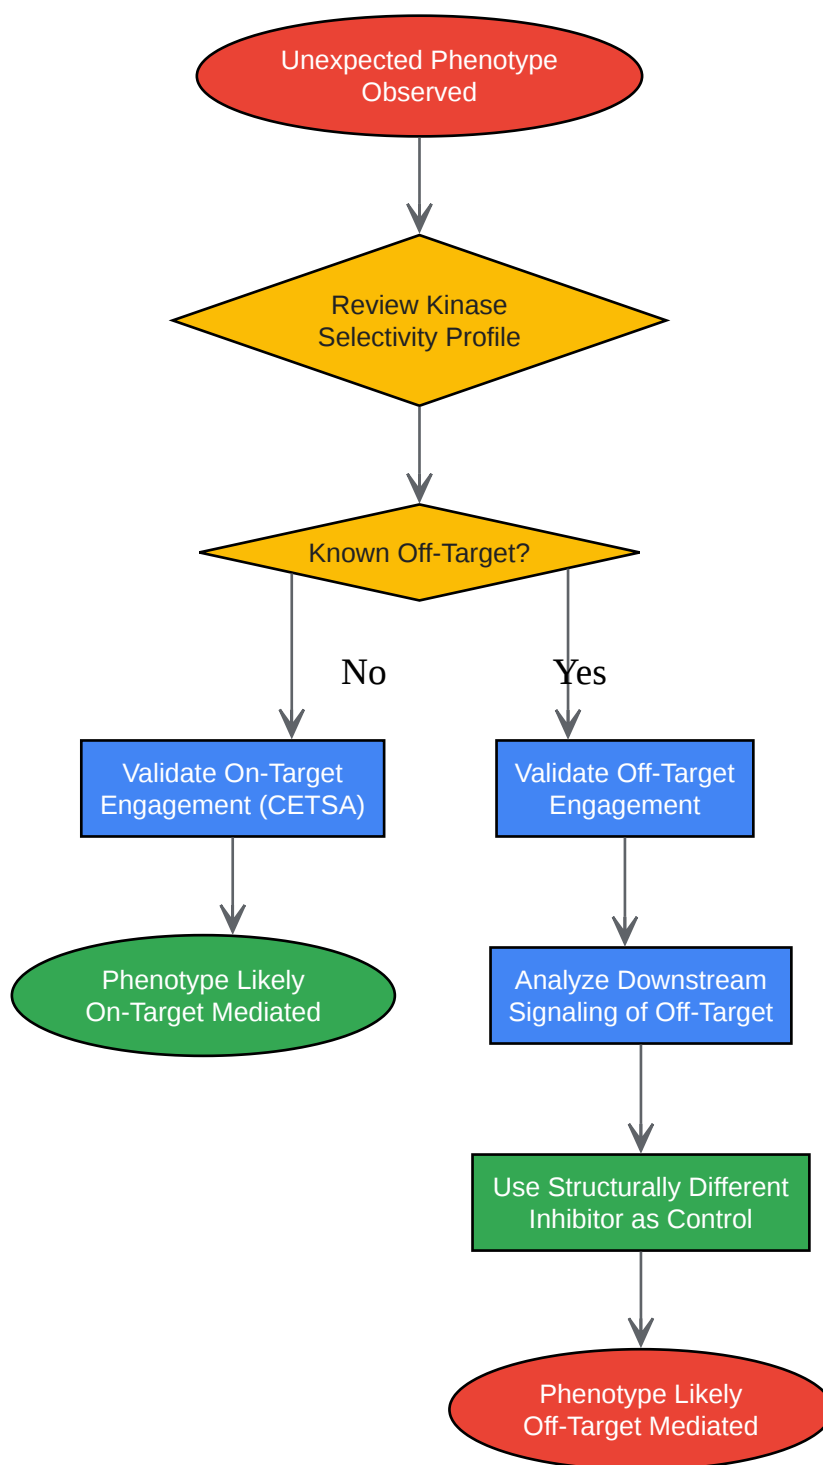 Unexpected Phenotype
Observed
Review Kinase
Selectivity Profile
Known Off-Target?
No
Yes
Validate On-Target
Engagement (CETSA)
Validate Off-Target
Engagement
Phenotype Likely
On-Target Mediated
Analyze Downstream
Signaling of Off-Target
Use Structurally Different
Inhibitor as Control
Phenotype Likely
Off-Target Mediated